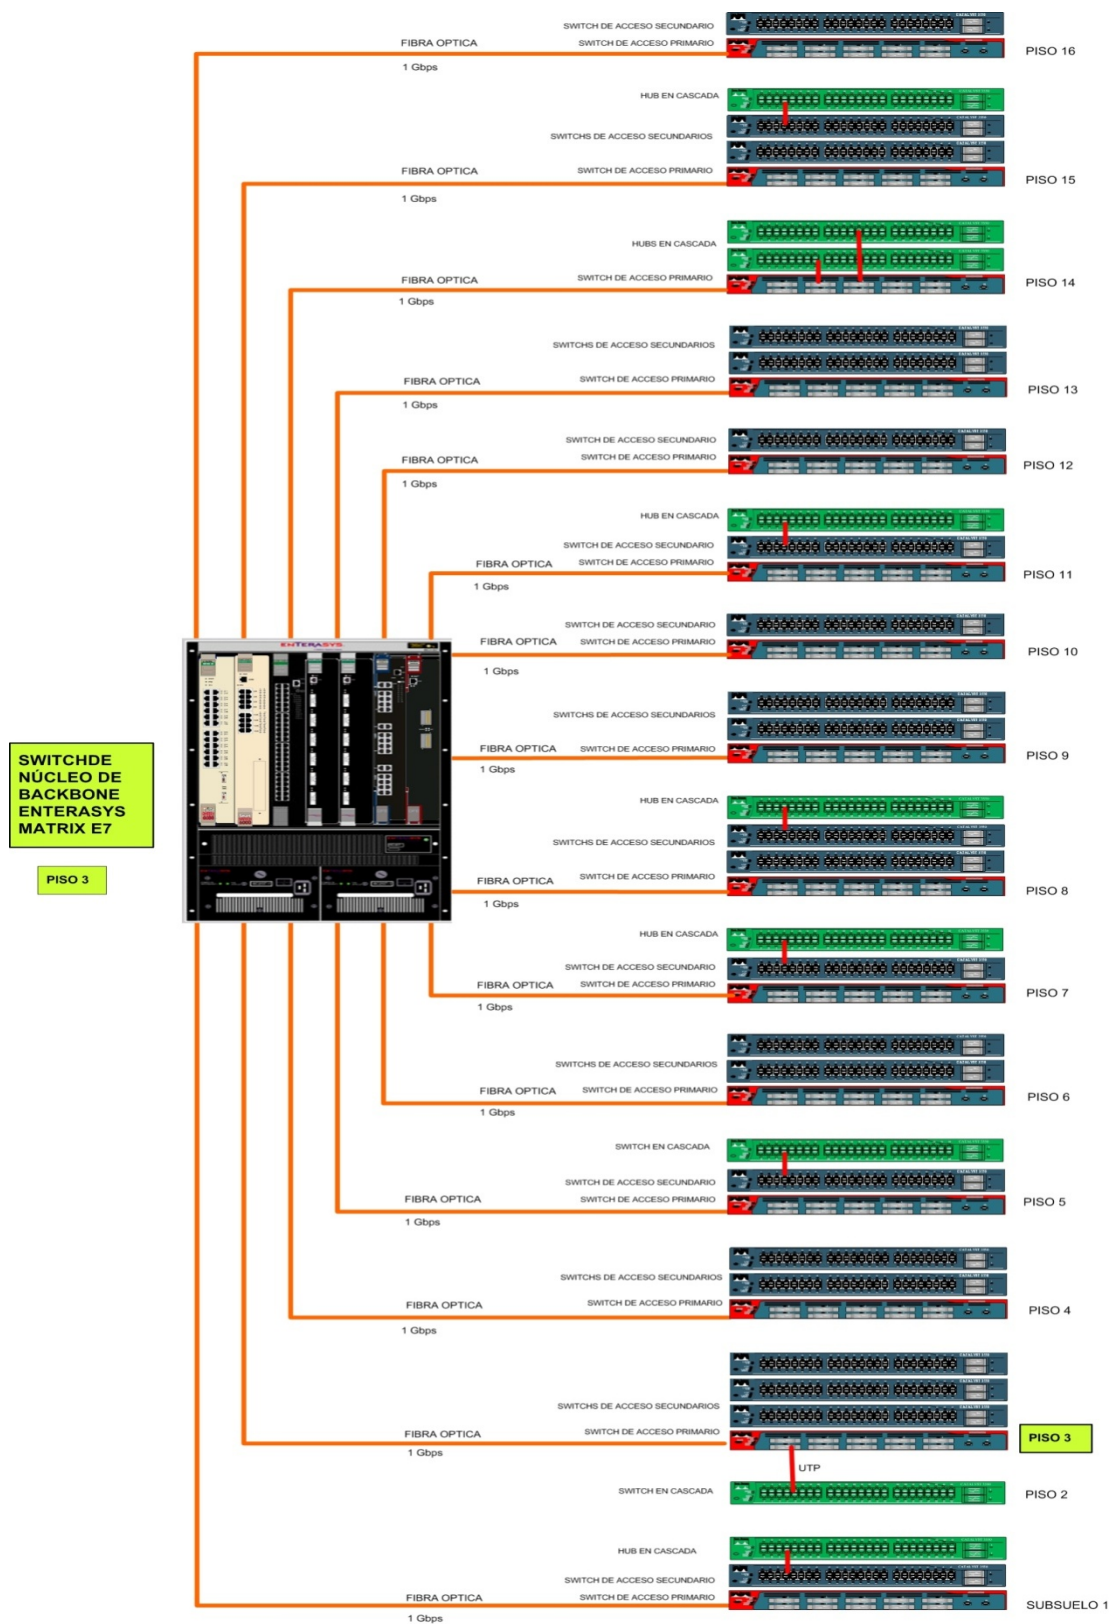 SWITCH DE ACCESO SECUNDARIO
FIBRA OPTICA
SWITCH DE ACCESO PRIMARIO
PISO 16
1 Gbps
HUB EN CASCADA
SWITCHS DE ACCESO SECUNDARIOS
FIBRA OPTICA
SWITCH DE ACCESO PRIMARIO
PISO 15
1 Gbps
HUBS EN CASCADA
FIBRA OPTICA
SWITCH DE ACCESO PRIMARIO
PISO 14
1 Gbps
SWITCHS DE ACCESO SECUNDARIOS
FIBRA OPTICA
SWITCH DE ACCESO PRIMARIO
PISO 13
1 Gbps
SWITCH DE ACCESO SECUNDARIO
FIBRA OPTICA
SWITCH DE ACCESO PRIMARIO
PISO 12
1 Gbps
HUB EN CASCADA
SWITCH DE ACCESO SECUNDARIO
FIBRA OPTICA
SWITCH DE ACCESO PRIMARIO
PISO 11
1 Gbps
SWITCH DE ACCESO SECUNDARIO
ENTERASYS
FIBRA OPTICA
SWITCH DE ACCESO PRIMARIO
PISO 10
1 Gbps
SWITCHS DE ACCESO SECUNDARIOS
FIBRA OPTICA
SWITCH DE ACCESO PRIMARIO
PISO 9
1 Gbps
SWITCHDE
NÚCLEO DE
BACKBONE
ENTERASYS
MATRIX E7
PISO 3
HUB EN CASCADA
SWITCHS DE ACCESO SECUNDARIOS
FIBRA OPTICA
SWITCH DE ACCESO PRIMARIO
PISO 8
1 Gbps
HUB EN CASCADA
SWITCH DE ACCESO SECUNDARIO
FIBRA OPTICA
SWITCH DE ACCESO PRIMARIO
PISO 7
1 Gbps
SWITCHS DE ACCESO SECUNDARIOS
FIBRA OPTICA
SWITCH DE ACCESO PRIMARIO
PISO 6
1 Gbps
SWITCH EN CASCADA
SWITCH DE ACCESO SECUNDARIO
FIBRA OPTICA
SWITCH DE ACCESO PRIMARIO
PISO 5
1 Gbps
SWITCHS DE ACCESO SECUNDARIOS
FIBRA OPTICA
SWITCH DE ACCESO PRIMARIO
PISO 4
1 Gbps
SWITCHS DE ACCESO SECUNDARIOS
FIBRA OPTICA
SWITCH DE ACCESO PRIMARIO
PISO 3
1 Gbps
UTP
SWITCH EN CASCADA
PISO 2
HUB EN CASCADA
SWITCH DE ACCESO SECUNDARIO
FIBRA OPTICA
SWITCH DE ACCESO PRIMARIO
SUBSUELO 1
1 Gbps